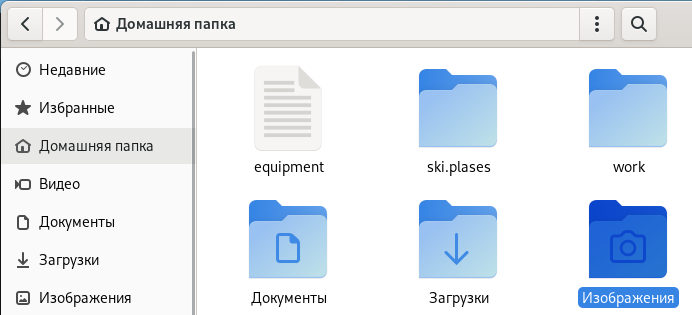 Домашняя папка
Недавние
Избранные
Домашняя папка
Видео
Документы
Загрузки
Изображения
equipment
ski.plases
work
Документы
Загрузки
Изображения